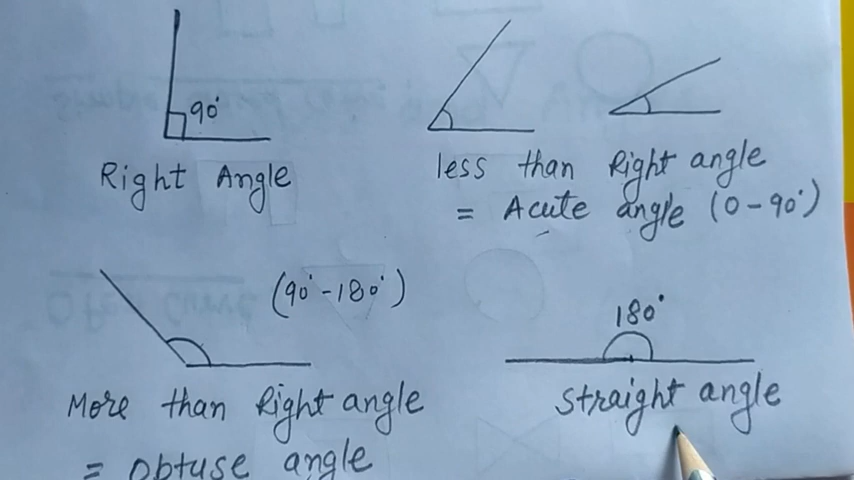 90°
Right Angle
less than Right angle
= Acute angle (0-90°)
(90°-180°)
More than Right angle
= Obtuse angle
180°
Straight angle